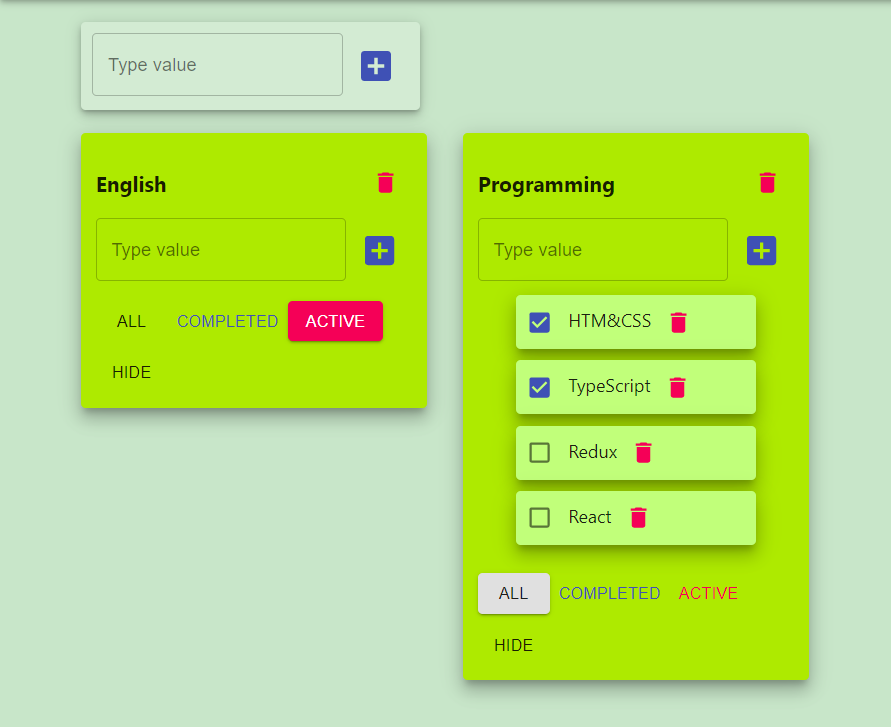 Type value
English
Type value
ALL COMPLETED ACTIVE
HIDE
Programming
Type value
HTM&CSS
TypeScript
Redux
React
ALL COMPLETED ACTIVE
HIDE